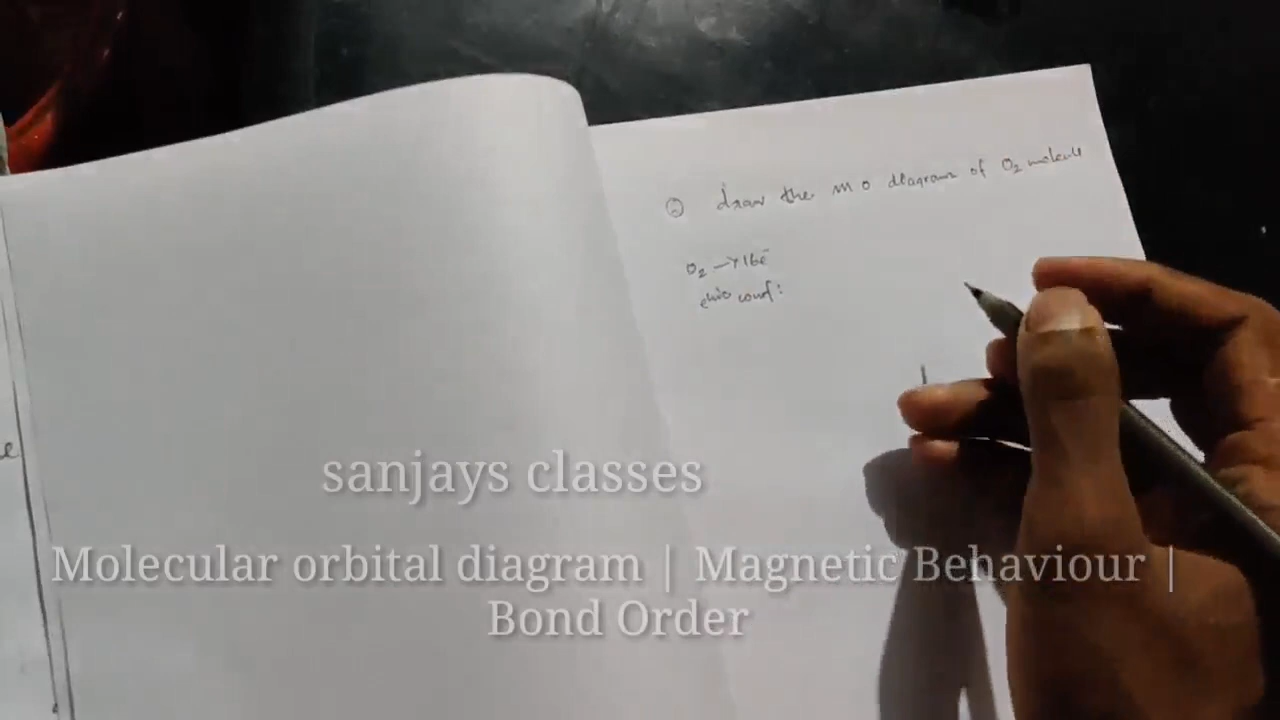 ② draw the MO diagram of O₂ molecule
O₂ → 16e⁻
conf:
sanjays classes
Molecular orbital diagram | Magnetic Behaviour |
Bond Order